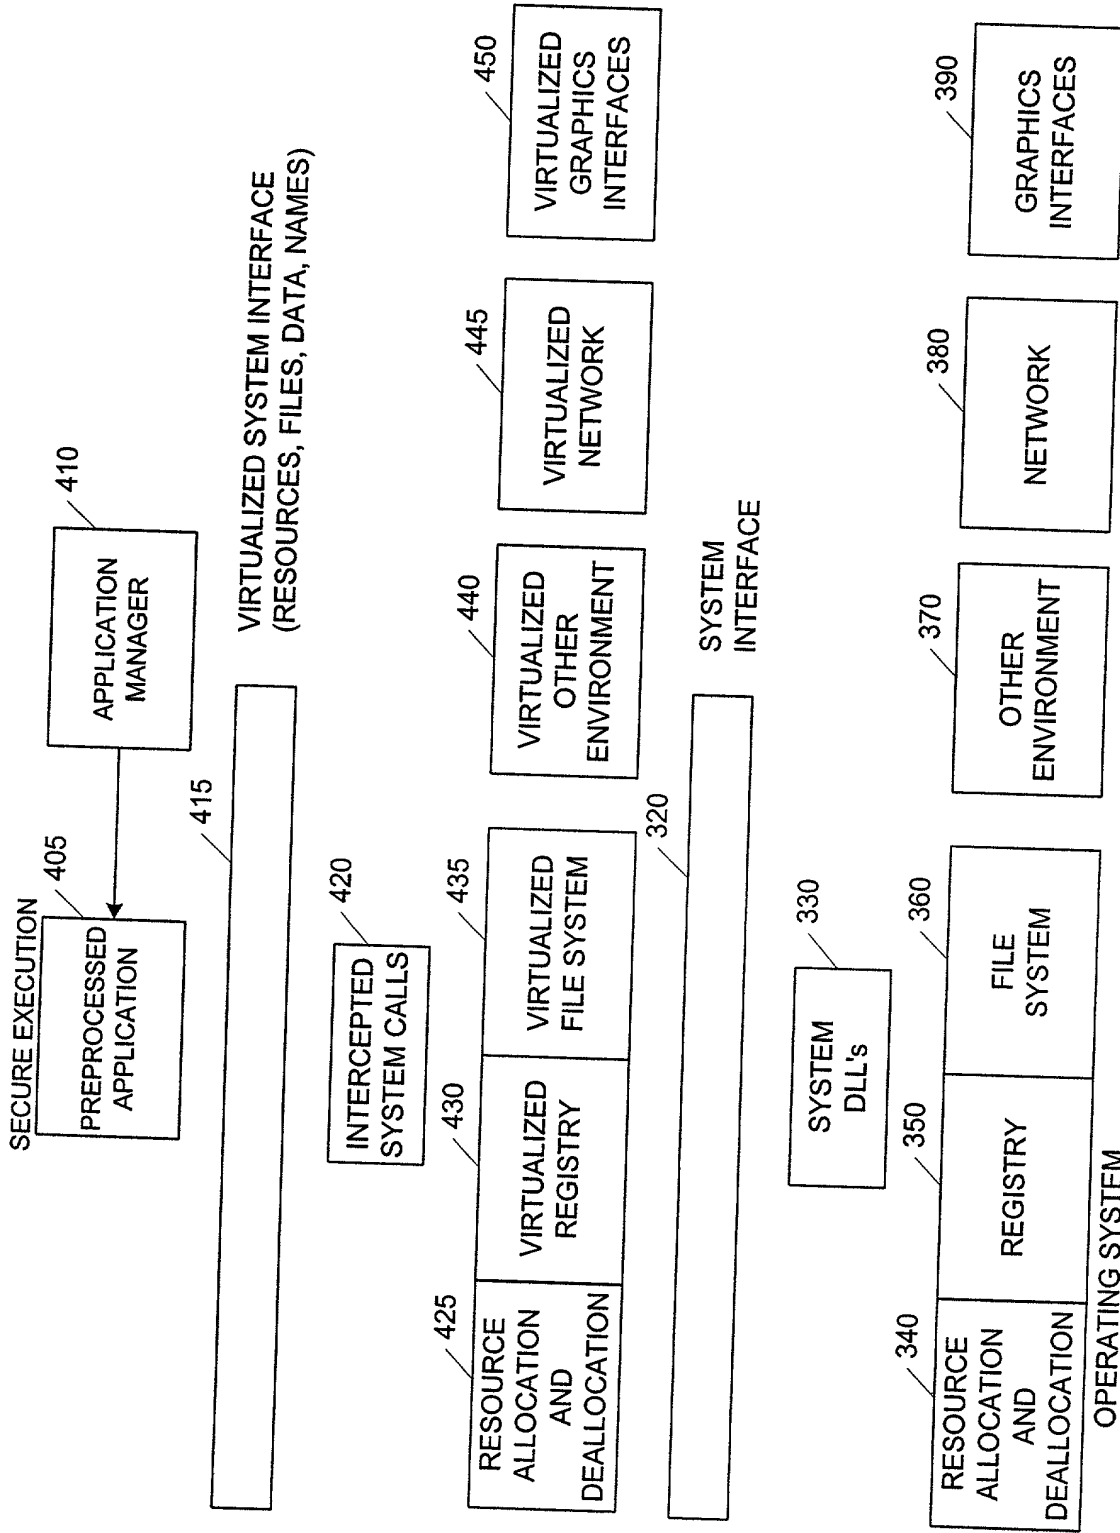 SECURE EXECUTION
405
PREPROCESSED
APPLICATION
410
APPLICATION
MANAGER
415
VIRTUALIZED SYSTEM INTERFACE
(RESOURCES, FILES, DATA, NAMES)
420
INTERCEPTED
SYSTEM CALLS
425
RESOURCE
ALLOCATION
AND
DEALLOCATION
430
VIRTUALIZED
REGISTRY
435
VIRTUALIZED
FILE SYSTEM
440
VIRTUALIZED
OTHER
ENVIRONMENT
445
VIRTUALIZED
NETWORK
450
VIRTUALIZED
GRAPHICS
INTERFACES
320
SYSTEM
INTERFACE
330
SYSTEM
DLL's
340
RESOURCE
ALLOCATION
AND
DEALLOCATION
350
REGISTRY
360
FILE
SYSTEM
370
OTHER
ENVIRONMENT
380
NETWORK
390
GRAPHICS
INTERFACES
OPERATING SYSTEM